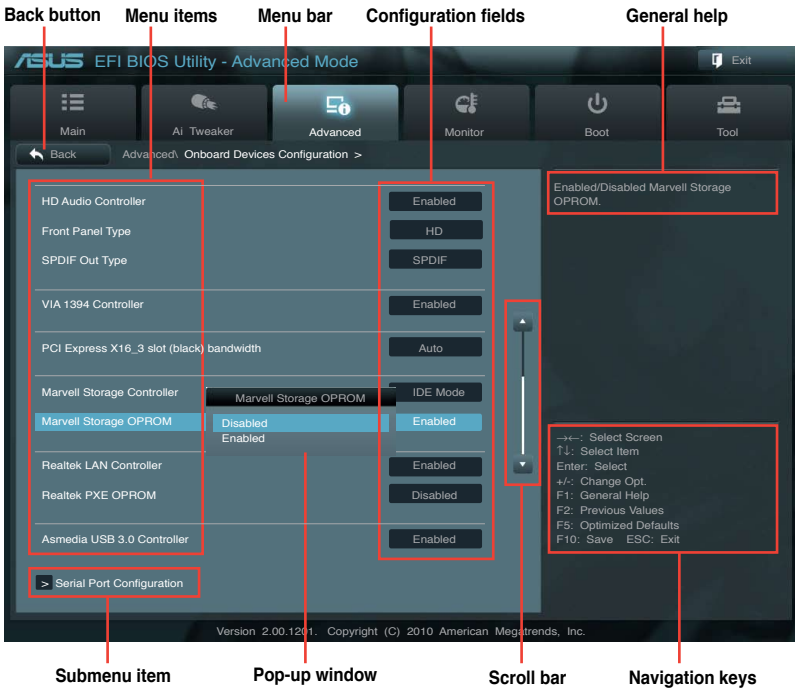 Back button Menu items Menu bar Configuration fields General help
ASUS EFI BIOS Utility - Advanced Mode Exit
Main Ai Tweaker Advanced Monitor Boot Tool
Back Advanced\ Onboard Devices Configuration >
Enabled/Disabled Marvell Storage
OPROM.
HD Audio Controller Enabled
Front Panel Type HD
SPDIF Out Type SPDIF
VIA 1394 Controller Enabled
PCI Express X16_3 slot (black) bandwidth Auto
Marvell Storage Controller IDE Mode
Marvell Storage OPROM
Marvell Storage OPROM Enabled
Disabled
Enabled
Realtek LAN Controller Enabled
Realtek PXE OPROM Disabled
Asmedia USB 3.0 Controller Enabled
> Serial Port Configuration
→←: Select Screen
↑↓: Select Item
Enter: Select
+/-: Change Opt.
F1: General Help
F2: Previous Values
F5: Optimized Defaults
F10: Save ESC: Exit
Version 2.00.1201. Copyright (C) 2010 American Megatrends, Inc.
Submenu item Pop-up window Scroll bar Navigation keys